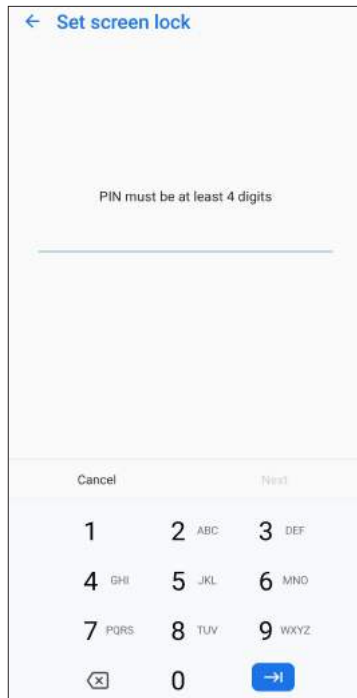 Set screen lock
PIN must be at least 4 digits
Cancel Next
1 2 ABC 3 DEF
4 GHI 5 JKL 6 MNO
7 PQRS 8 TUV 9 WXYZ
0